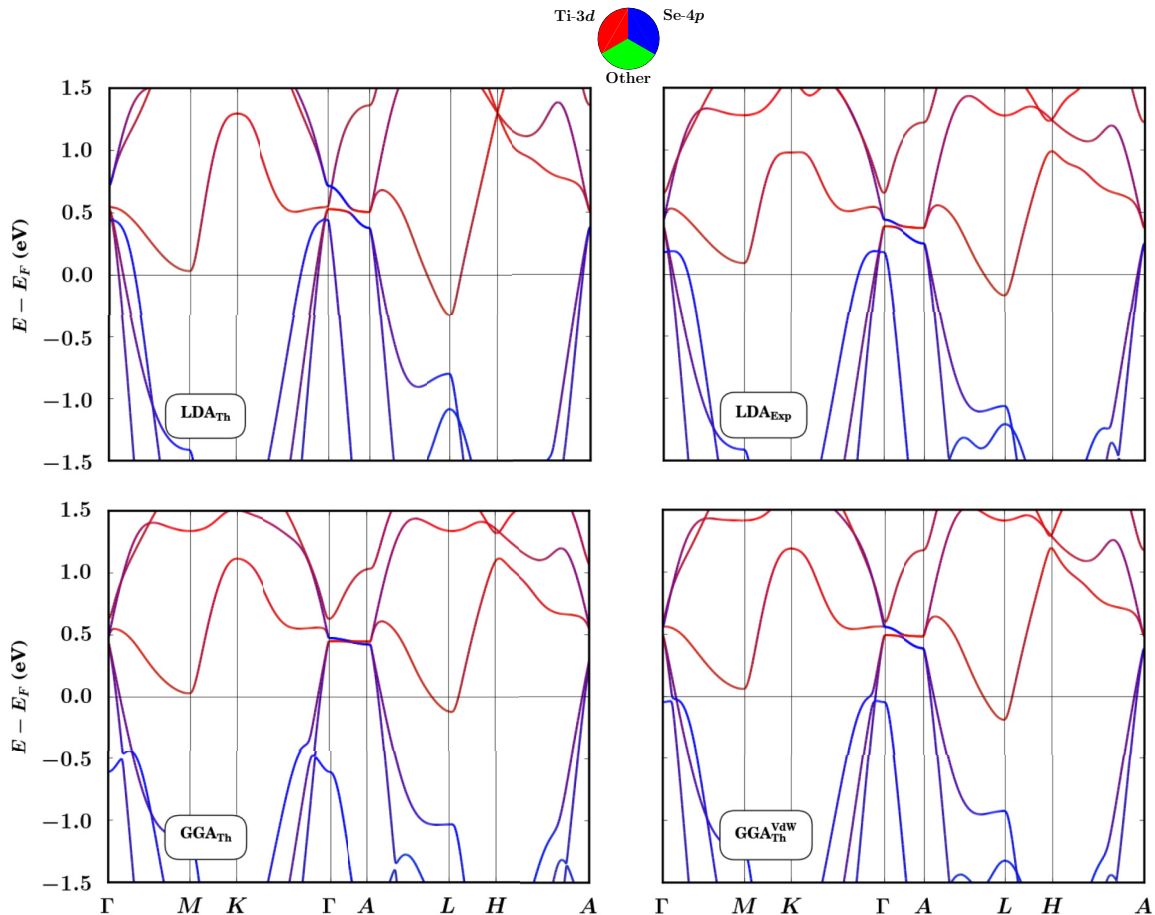 Ti-3d Se-4p
Other
1.5
1.0
0.5
0.0
−0.5
−1.0
−1.5
E − E_F (eV)
LDA_Th
LDA_Exp
1.5
1.0
0.5
0.0
−0.5
−1.0
−1.5
E − E_F (eV)
GGA_Th
GGA_Th^VdW
Γ M K Γ A L H A
Γ M K Γ A L H A